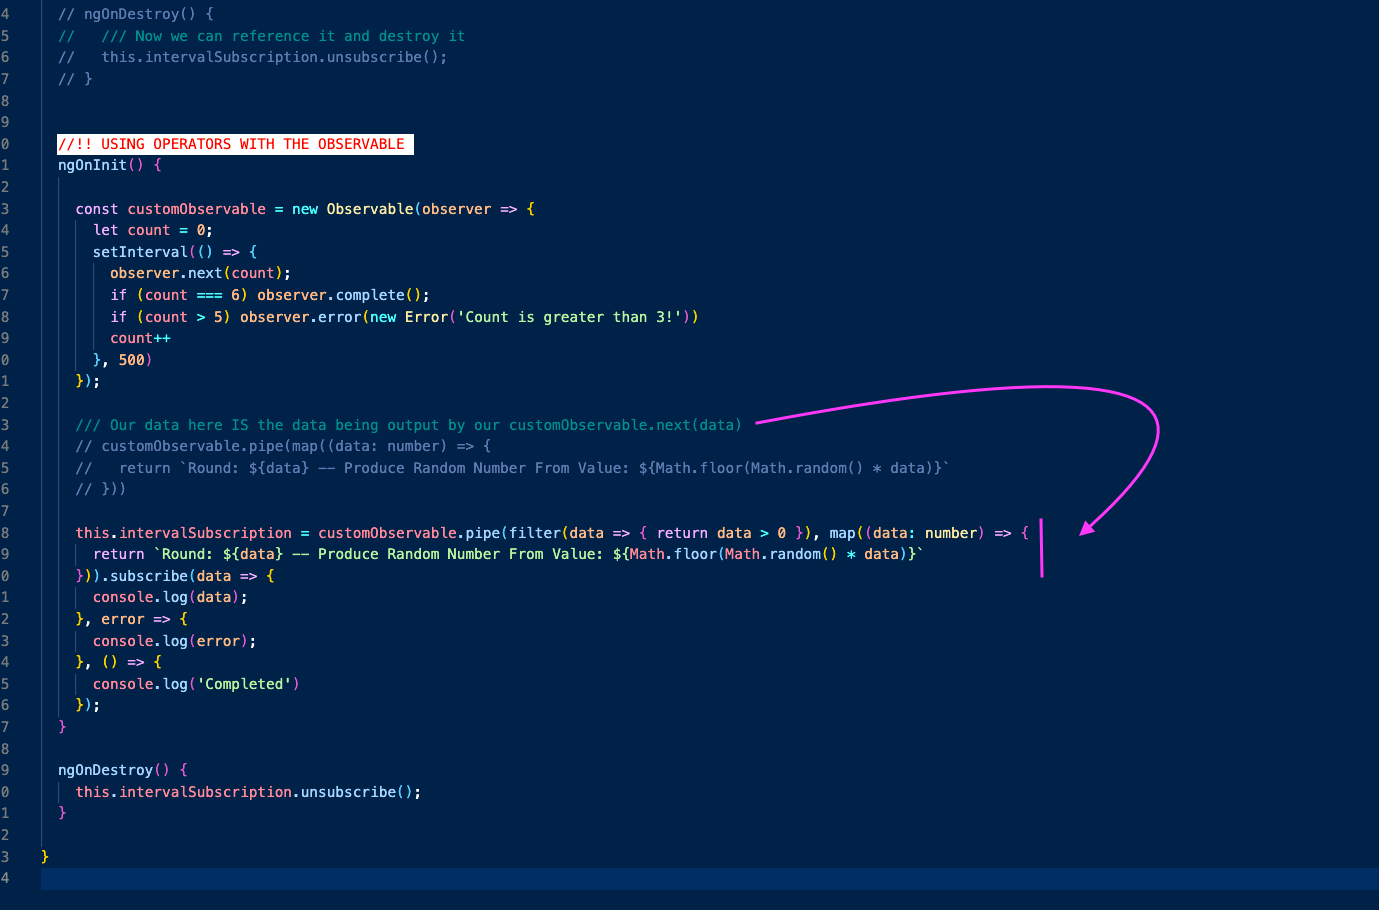 4 // ngOnDestroy() {
5 //   /// Now we can reference it and destroy it
6 //   this.intervalSubscription.unsubscribe();
7 // }
8
9
0 //!! USING OPERATORS WITH THE OBSERVABLE
1 ngOnInit() {
2
3   const customObservable = new Observable(observer => {
4     let count = 0;
5     setInterval(() => {
6       observer.next(count);
7       if (count === 6) observer.complete();
8       if (count > 5) observer.error(new Error('Count is greater than 3!'))
9       count++
0     }, 500)
1   });
2
3   /// Our data here IS the data being output by our customObservable.next(data)
4   // customObservable.pipe(map((data: number) => {
5   //   return `Round: ${data} -- Produce Random Number From Value: ${Math.floor(Math.random() * data)}`
6   // }))
7
8   this.intervalSubscription = customObservable.pipe(filter(data => { return data > 0 }), map((data: number) => {
9     return `Round: ${data} -- Produce Random Number From Value: ${Math.floor(Math.random() * data)}`
0   })).subscribe(data => {
1     console.log(data);
2   }, error => {
3     console.log(error);
4   }, () => {
5     console.log('Completed')
6   });
7 }
8
9 ngOnDestroy() {
0   this.intervalSubscription.unsubscribe();
1 }
2
3 }
4